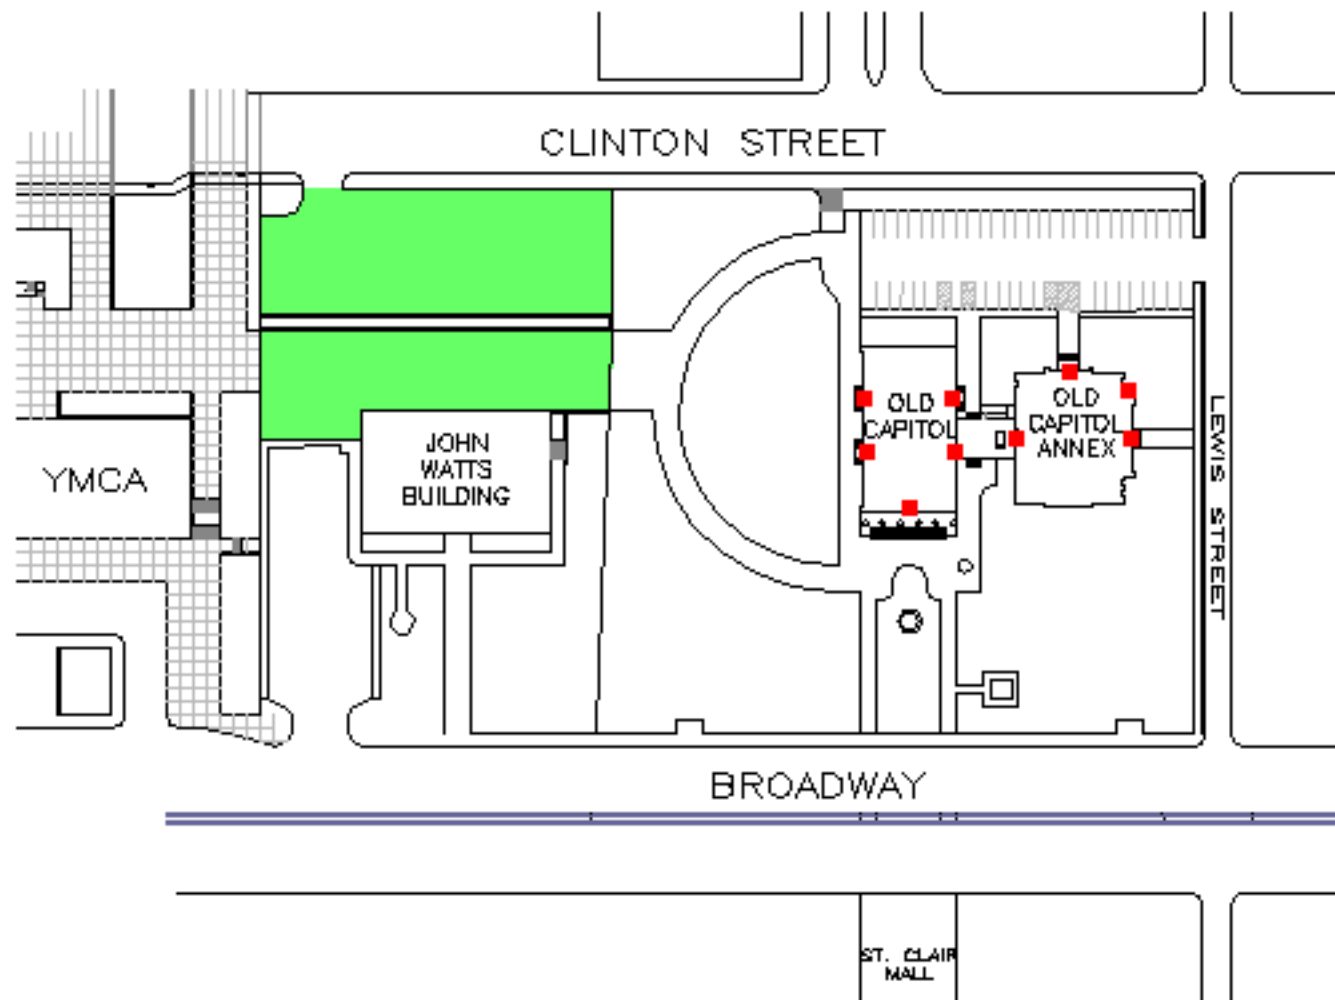 CLINTON STREET
OLD
CAPITOL
OLD
CAPITOL
ANNEX
JOHN
WATTS
BUILDING
YMCA
LEWIS STREET
BROADWAY
ST. CLAIR
MALL